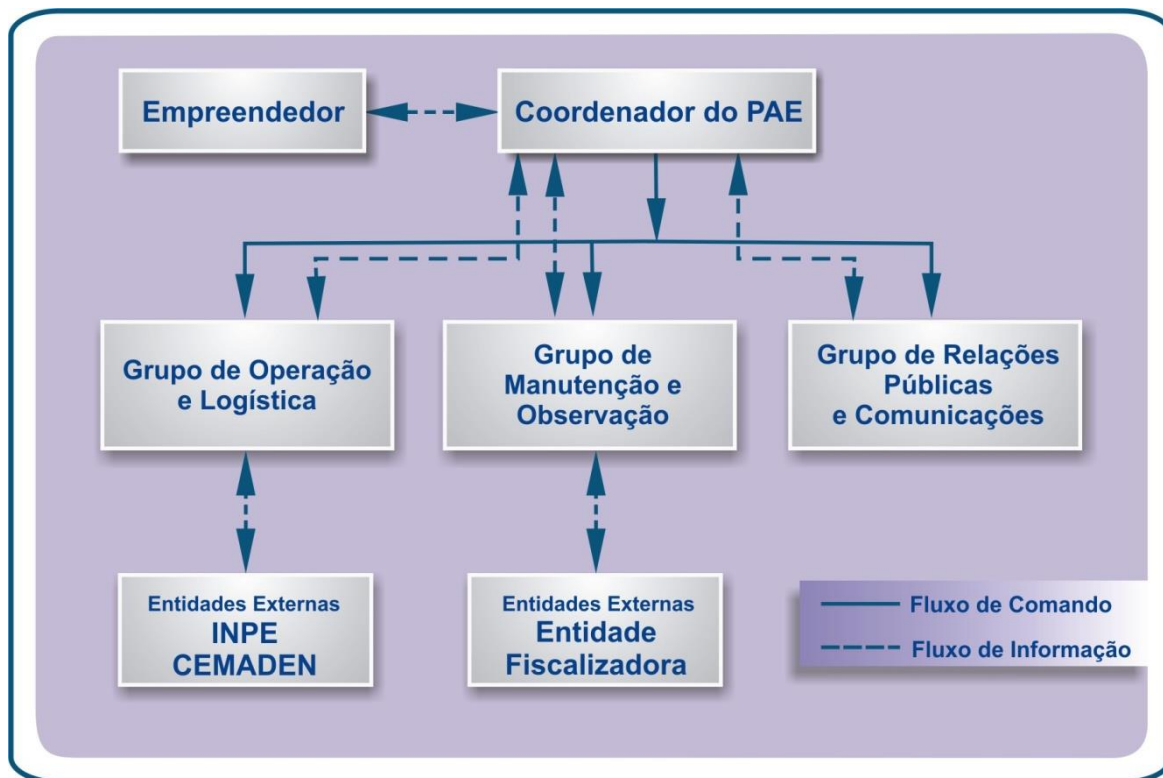 Empreendedor
Coordenador do PAE
Grupo de Operação
e Logística
Grupo de
Manutenção e
Observação
Grupo de Relações
Públicas
e Comunicações
Entidades Externas
INPE
CEMADEN
Entidades Externas
Entidade
Fiscalizadora
Fluxo de Comando
Fluxo de Informação